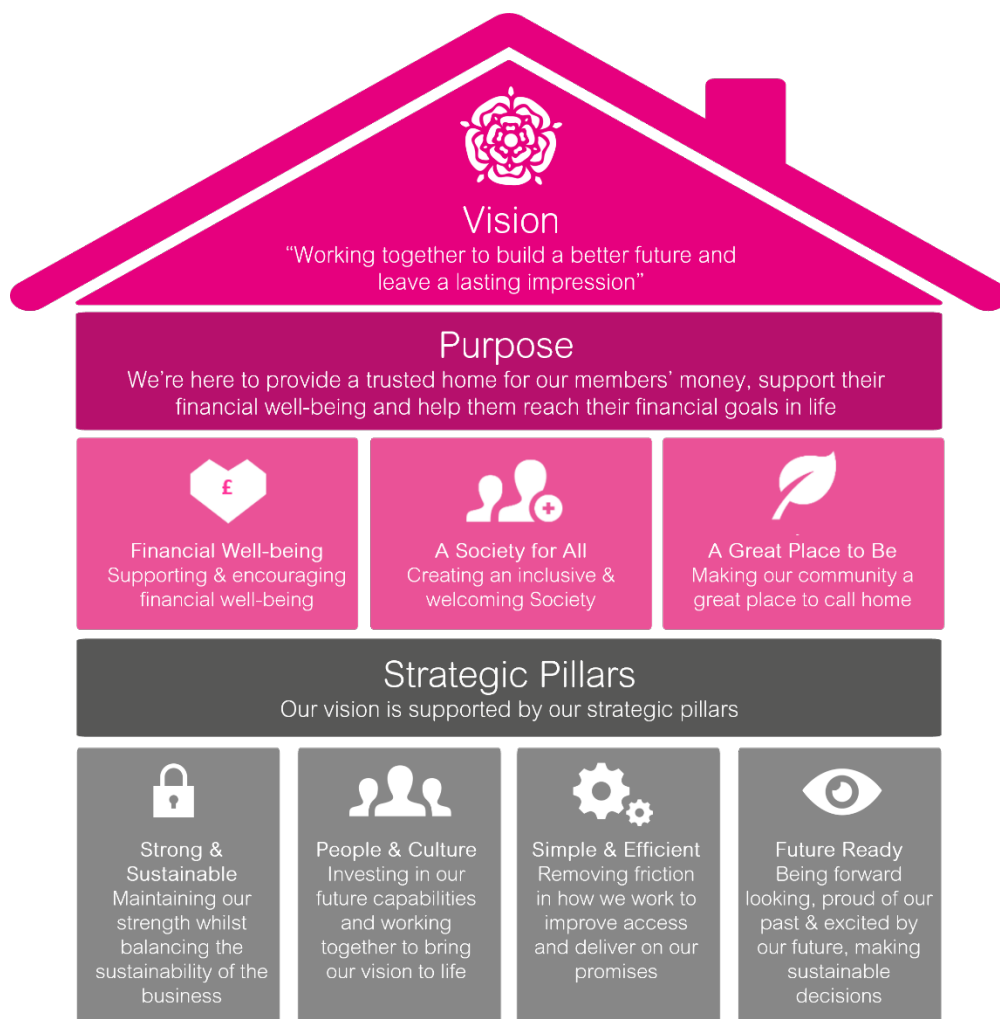 Vision
“Working together to build a better future and
leave a lasting impression”
Purpose
We’re here to provide a trusted home for our members’ money, support their
financial well-being and help them reach their financial goals in life
£
Financial Well-being
Supporting & encouraging
financial well-being
A Society for All
Creating an inclusive &
welcoming Society
A Great Place to Be
Making our community a
great place to call home
Strategic Pillars
Our vision is supported by our strategic pillars
Strong &
Sustainable
Maintaining our
strength whilst
balancing the
sustainability of the
business
People & Culture
Investing in our
future capabilities
and working
together to bring
our vision to life
Simple & Efficient
Removing friction
in how we work to
improve access
and deliver on our
promises
Future Ready
Being forward
looking, proud of our
past & excited by
our future, making
sustainable
decisions